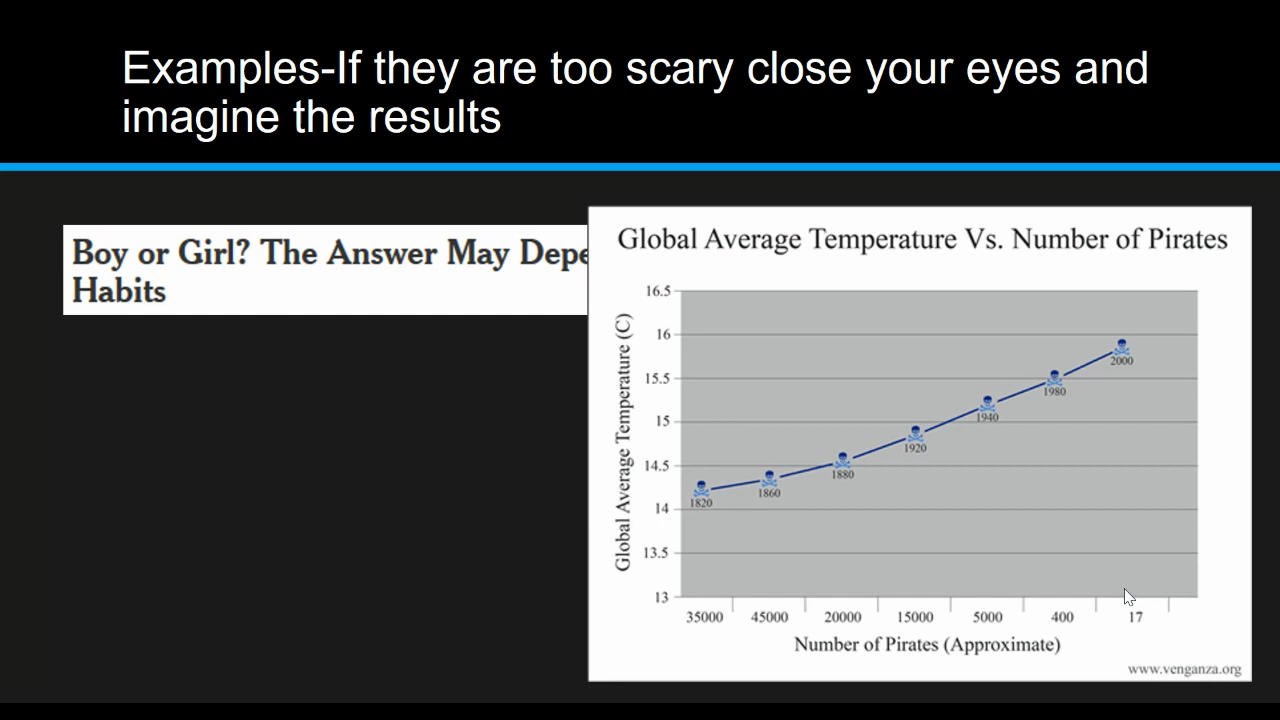 Examples-If they are too scary close your eyes and
imagine the results
Boy or Girl? The Answer May Depe
Habits
Global Average Temperature Vs. Number of Pirates
Global Average Temperature (C)
16.5
16
15.5
15
14.5
14
13.5
13
1820
1860
1880
1920
1940
1980
2000
35000 45000 20000 15000 5000 400 17
Number of Pirates (Approximate)
www.venganza.org